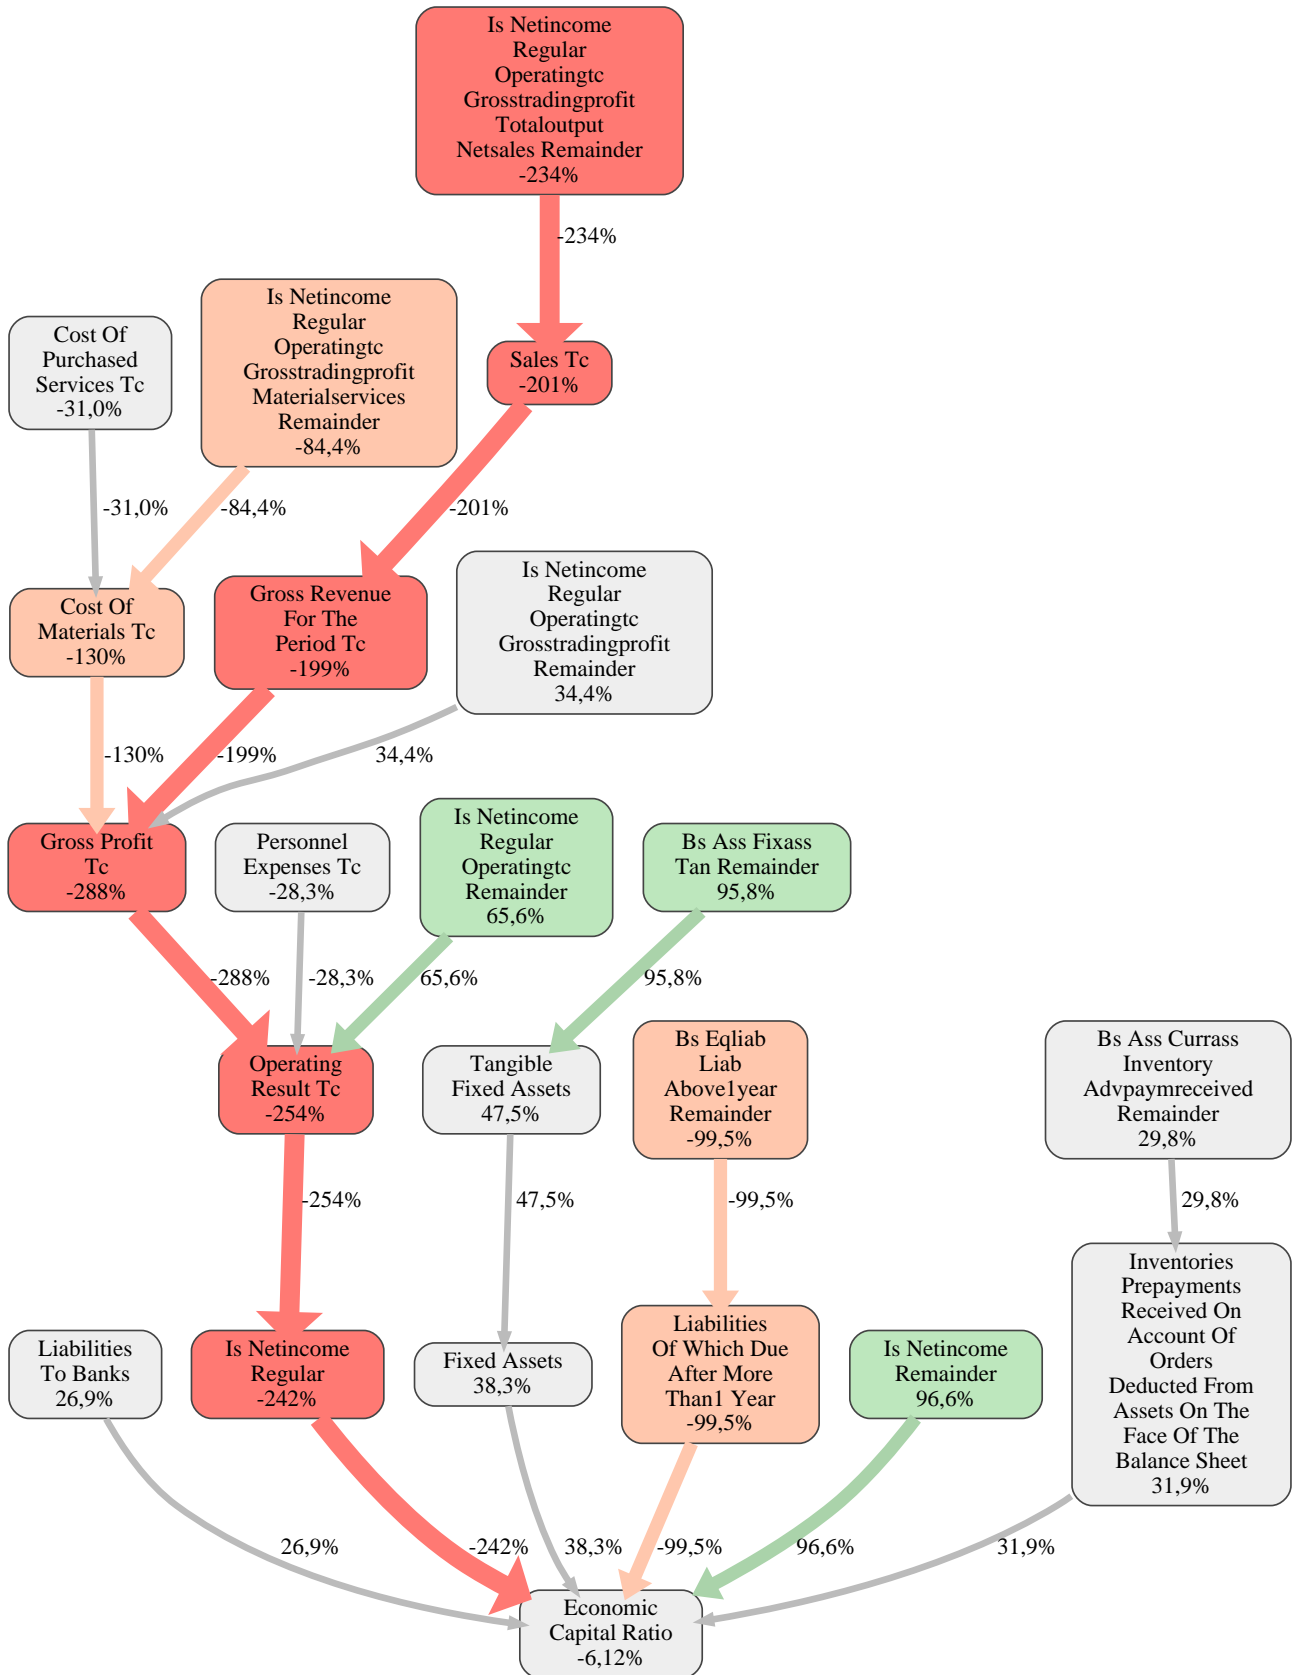 Is Netincome
Regular
Operatingtc
Grosstradingprofit
Totaloutput
Netsales Remainder
-234%
-234%
Is Netincome
Regular
Operatingtc
Grosstradingprofit
Materialservices
Remainder
-84,4%
Cost Of
Purchased
Services Tc
-31,0%
Sales Tc
-201%
-31,0%
-84,4%
-201%
Is Netincome
Regular
Operatingtc
Grosstradingprofit
Remainder
34,4%
Cost Of
Materials Tc
-130%
Gross Revenue
For The
Period Tc
-199%
-130%
-199%
34,4%
Gross Profit
Tc
-288%
Personnel
Expenses Tc
-28,3%
Is Netincome
Regular
Operatingtc
Remainder
65,6%
Bs Ass Fixass
Tan Remainder
95,8%
-288%
-28,3%
65,6%
95,8%
Operating
Result Tc
-254%
Tangible
Fixed Assets
47,5%
Bs Eqliab
Liab
Above1year
Remainder
-99,5%
Bs Ass Currass
Inventory
Advpaymreceived
Remainder
29,8%
-254%
47,5%
-99,5%
29,8%
Liabilities
To Banks
26,9%
Is Netincome
Regular
-242%
Fixed Assets
38,3%
Liabilities
Of Which Due
After More
Than1 Year
-99,5%
Is Netincome
Remainder
96,6%
Inventories
Prepayments
Received On
Account Of
Orders
Deducted From
Assets On The
Face Of The
Balance Sheet
31,9%
26,9%
-242%
38,3%
-99,5%
96,6%
31,9%
Economic
Capital Ratio
-6,12%